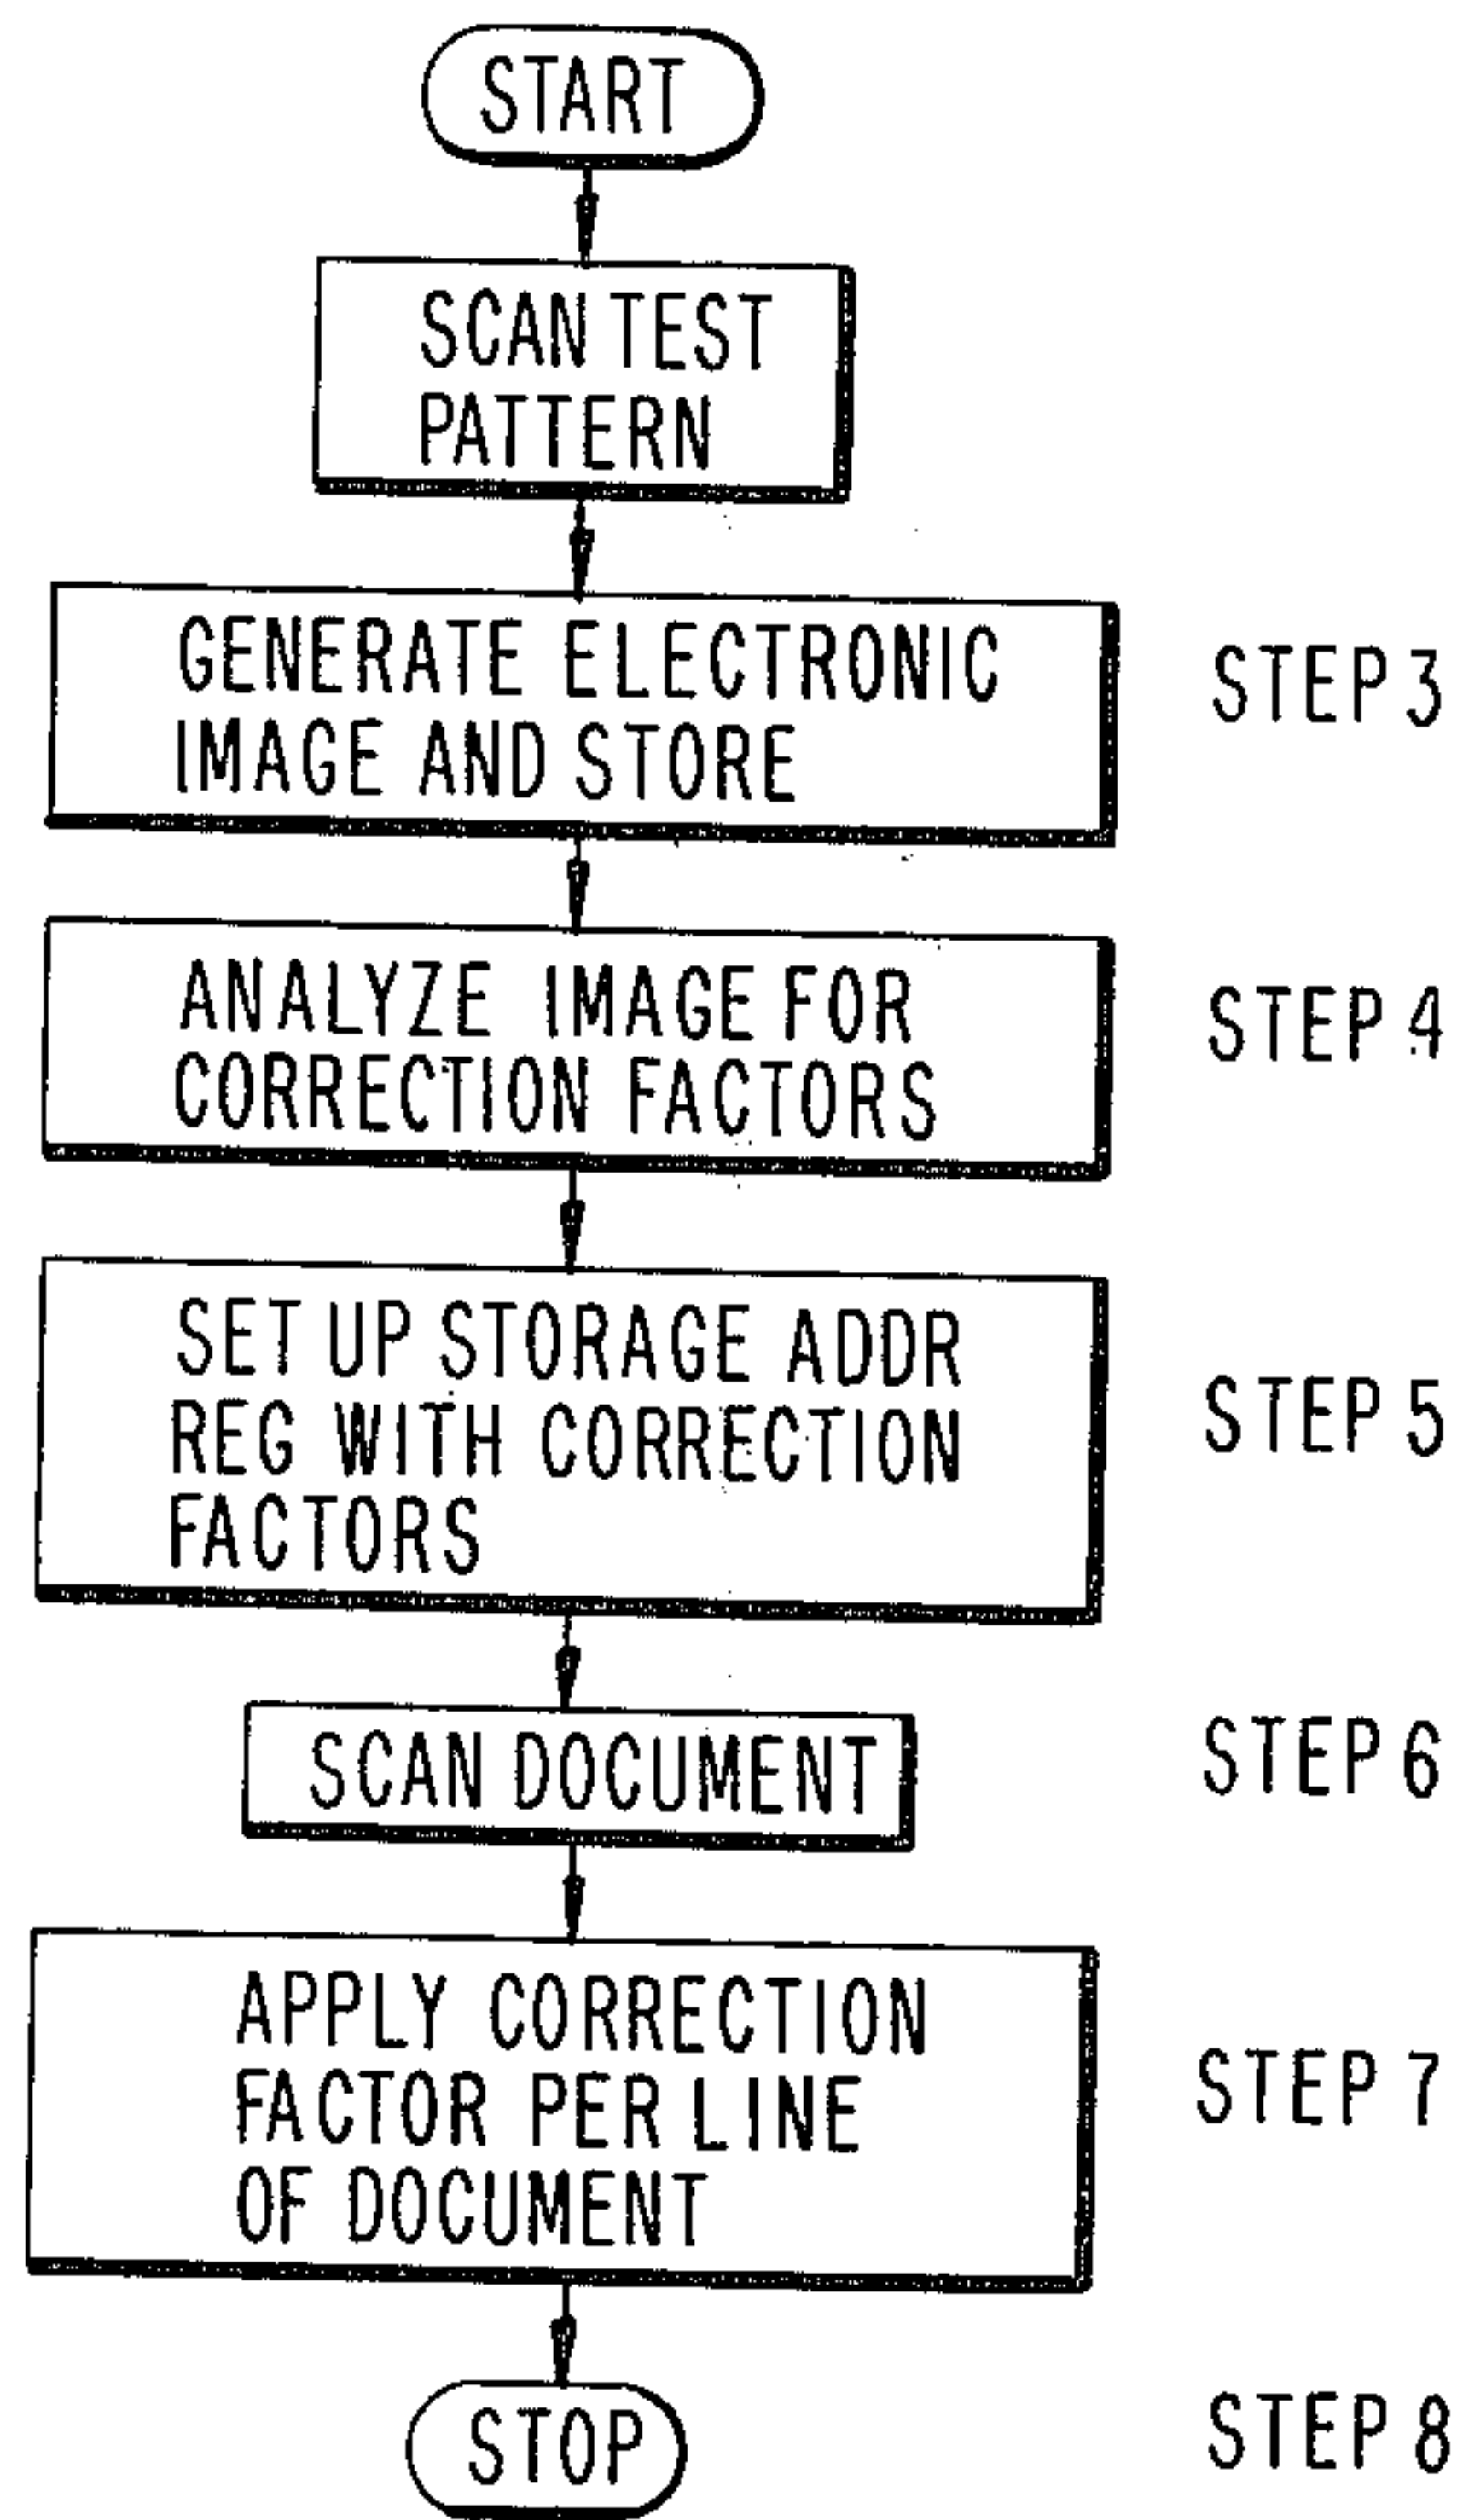 START
SCAN TEST
PATTERN
GENERATE ELECTRONIC
IMAGE AND STORE
STEP 3
ANALYZE IMAGE FOR
CORRECTION FACTORS
STEP 4
SET UP STORAGE ADDR
REG WITH CORRECTION
FACTORS
STEP 5
SCAN DOCUMENT
STEP 6
APPLY CORRECTION
FACTOR PER LINE
OF DOCUMENT
STEP 7
STOP
STEP 8